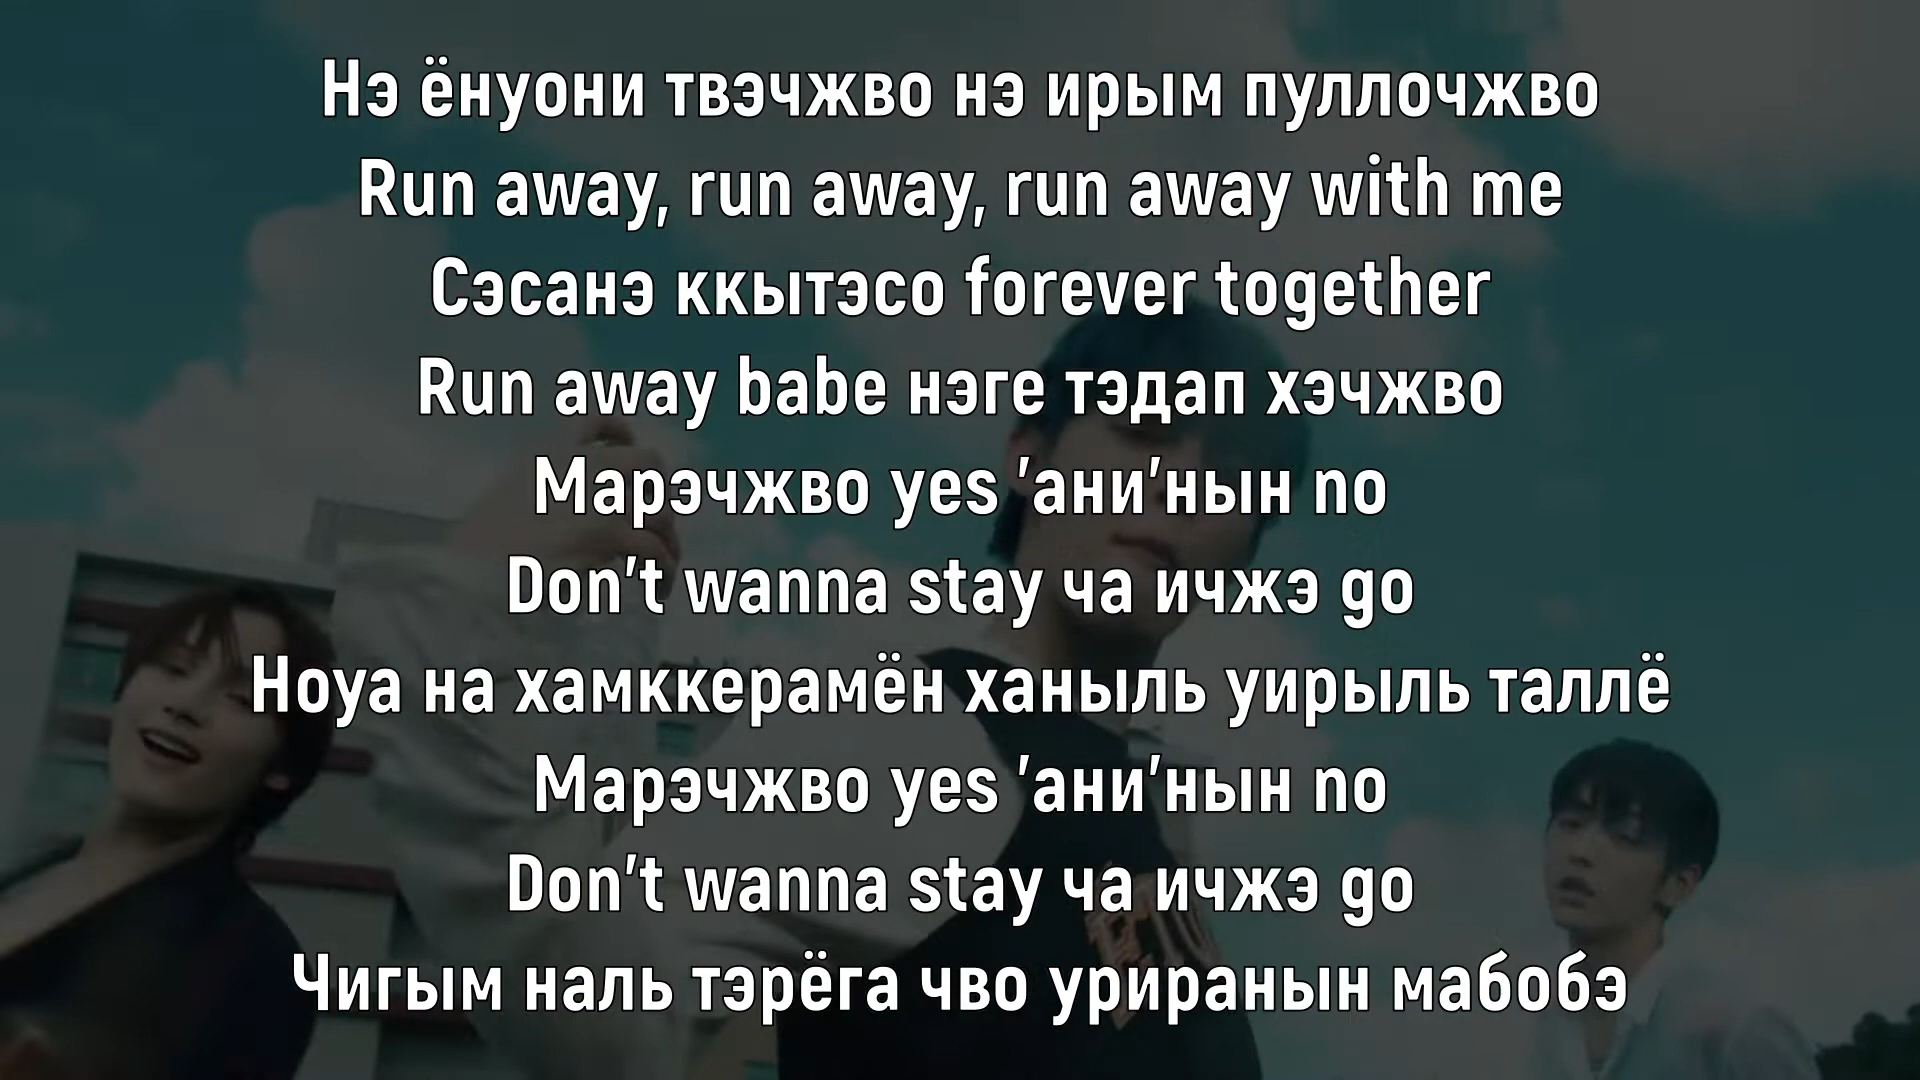 Нэ ёнуони твэчжво нэ ирым пуллочжво
Run away, run away, run away with me
Сэсанэ ккытэсо forever together
Run away babe нэге тэдап хэчжво
Марэчжво yes ’ани’нын no
Don’t wanna stay ча ичжэ go
Ноуа на хамккерамён ханыль уирыль таллё
Марэчжво yes ’ани’нын no
Don’t wanna stay ча ичжэ go
Чигым наль тэрёга чво уриранын мабобэ